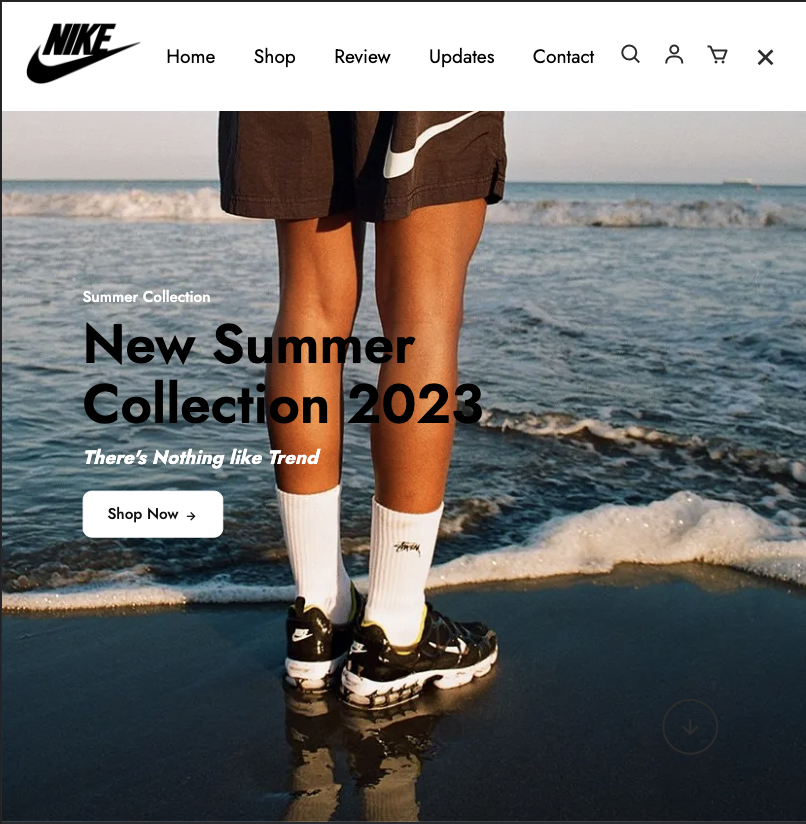 NIKE
Home Shop Review Updates Contact
Summer Collection
New Summer
Collection 2023
There's Nothing like Trend
Shop Now →